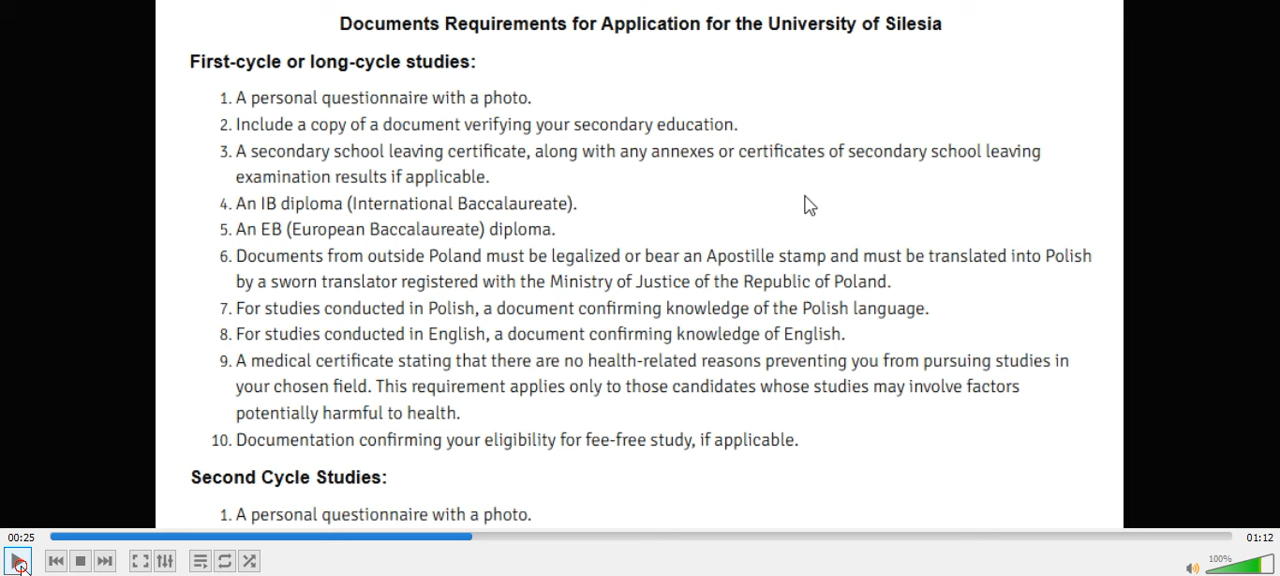 Documents Requirements for Application for the University of Silesia
First-cycle or long-cycle studies:
1. A personal questionnaire with a photo.
2. Include a copy of a document verifying your secondary education.
3. A secondary school leaving certificate, along with any annexes or certificates of secondary school leaving
examination results if applicable.
4. An IB diploma (International Baccalaureate).
5. An EB (European Baccalaureate) diploma.
6. Documents from outside Poland must be legalized or bear an Apostille stamp and must be translated into Polish
by a sworn translator registered with the Ministry of Justice of the Republic of Poland.
7. For studies conducted in Polish, a document confirming knowledge of the Polish language.
8. For studies conducted in English, a document confirming knowledge of English.
9. A medical certificate stating that there are no health-related reasons preventing you from pursuing studies in
your chosen field. This requirement applies only to those candidates whose studies may involve factors
potentially harmful to health.
10. Documentation confirming your eligibility for fee-free study, if applicable.
Second Cycle Studies:
1. A personal questionnaire with a photo.
00:25 01:12
100%